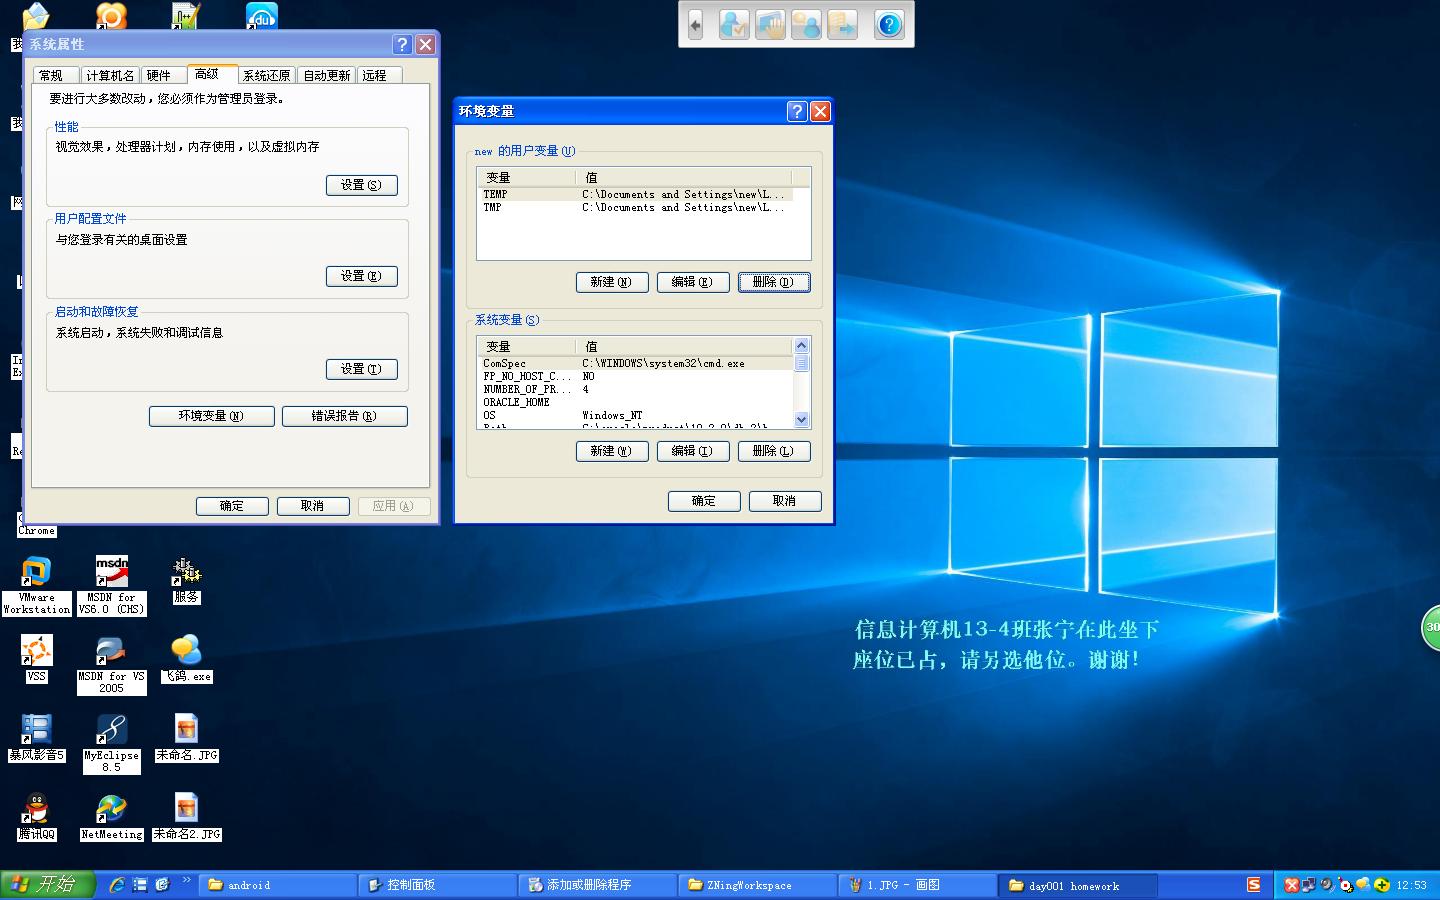 系统属性
常规 计算机名 硬件 高级 系统还原 自动更新 远程
要进行大多数改动，您必须作为管理员登录。
性能
视觉效果，处理器计划，内存使用，以及虚拟内存
设置(S)
用户配置文件
与您登录有关的桌面设置
设置(E)
启动和故障恢复
系统启动，系统失败和调试信息
设置(T)
环境变量(N) 错误报告(R)
确定 取消 应用(A)
环境变量
new 的用户变量(U)
变量 值
TEMP C:\Documents and Settings\new\L...
TMP C:\Documents and Settings\new\L...
新建(N) 编辑(E) 删除(D)
系统变量(S)
变量 值
ComSpec C:\WINDOWS\system32\cmd.exe
FP_NO_HOST_C... NO
NUMBER_OF_PR... 4
ORACLE_HOME
OS Windows_NT
新建(W) 编辑(I) 删除(L)
确定 取消
Chrome
VMware
Workstation
MSDN for
VS6.0 (CHS)
服务
VSS
MSDN for VS
2005
飞鸽.exe
暴风影音5
MyEclipse
8.5
未命名.JPG
腾讯QQ
NetMeeting
未命名2.JPG
msdn
du
信息计算机13-4班张宁在此坐下
座位已占，请另选他位。谢谢！
30
开始
android
控制面板
添加或删除程序
ZNingWorkspace
1.JPG - 画图
day001 homework
12:53